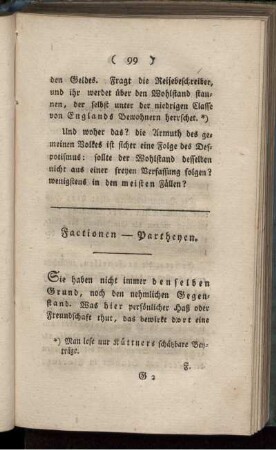 ( 99 )
den Geldes. Fragt die Reisebeschreiber,
und ihr werdet über den Wohlstand stau-
nen, der selbst unter der niedrigen Classe
von Englands Bewohnern herrschet. *)
Und woher das? die Armuth des ge-
meinen Volkes ist sicher eine Folge des Des-
potismus: sollte der Wohlstand desselben
nicht aus einer freyen Verfassung folgen?
wenigstens in den meisten Fällen?
Factionen — Partheyen.
Sie haben nicht immer denselben
Grund, noch den nehmlichen Gegen-
stand. Was hier persönlicher Haß oder
Freundschaft thut, das bewirkt dort eine
*) Man lese nur Küttners schätzbare Bey-
träge.
F.
G 2